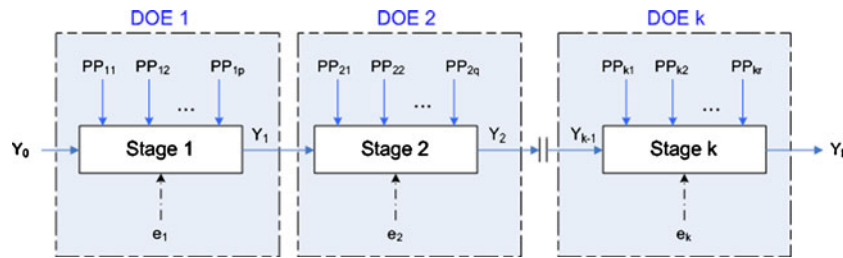 DOE 1 DOE 2 DOE k
PP11 PP12 ... PP1p PP21 PP22 ... PP2q PPk1 PPk2 ... PPkr
Y0 Stage 1 Y1 Stage 2 Y2 Yk-1 Stage k
e1 e2 ek